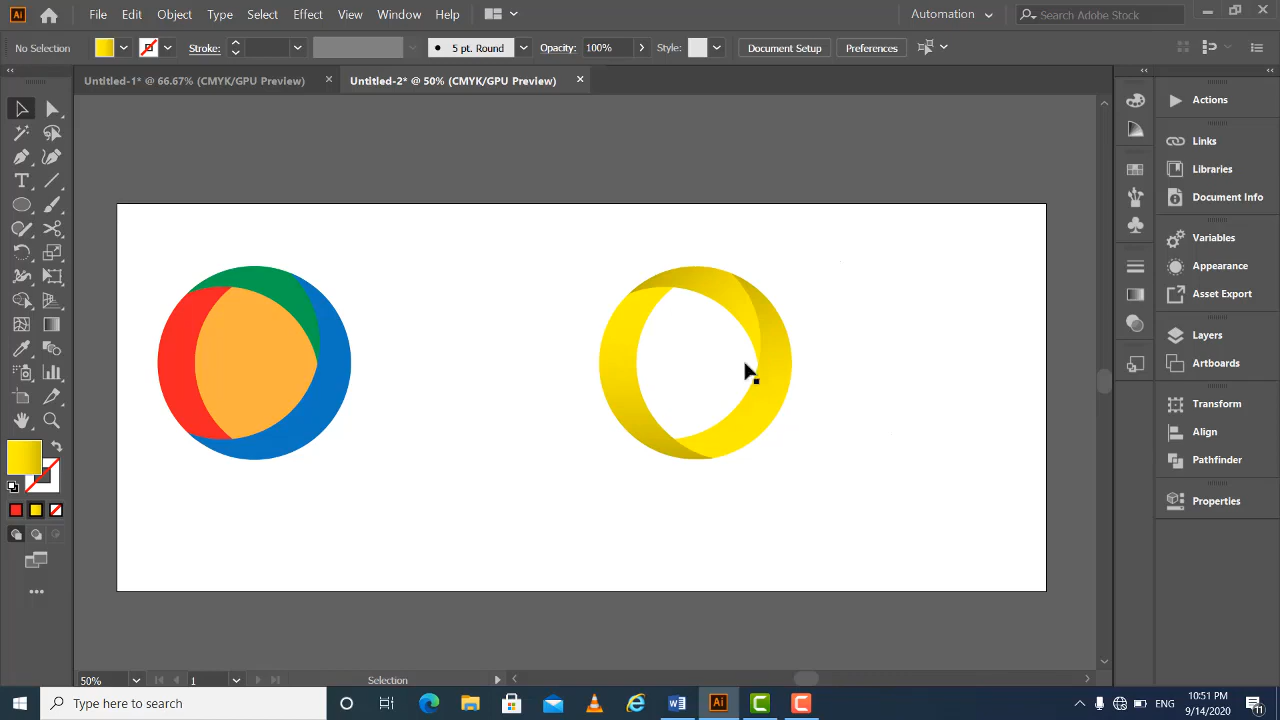 Ai File Edit Object Type Select Effect View Window Help Automation Search Adobe Stock
No Selection Stroke: 5 pt. Round Opacity: 100% Style: Document Setup Preferences
Untitled-1* @ 66.67% (CMYK/GPU Preview) Untitled-2* @ 50% (CMYK/GPU Preview)
Actions
Links
Libraries
Document Info
Variables
Appearance
Asset Export
Layers
Artboards
Transform
Align
Pathfinder
Properties
50% 1 Selection
Type here to search Ai ENG 10:51 PM
9/14/2020 11